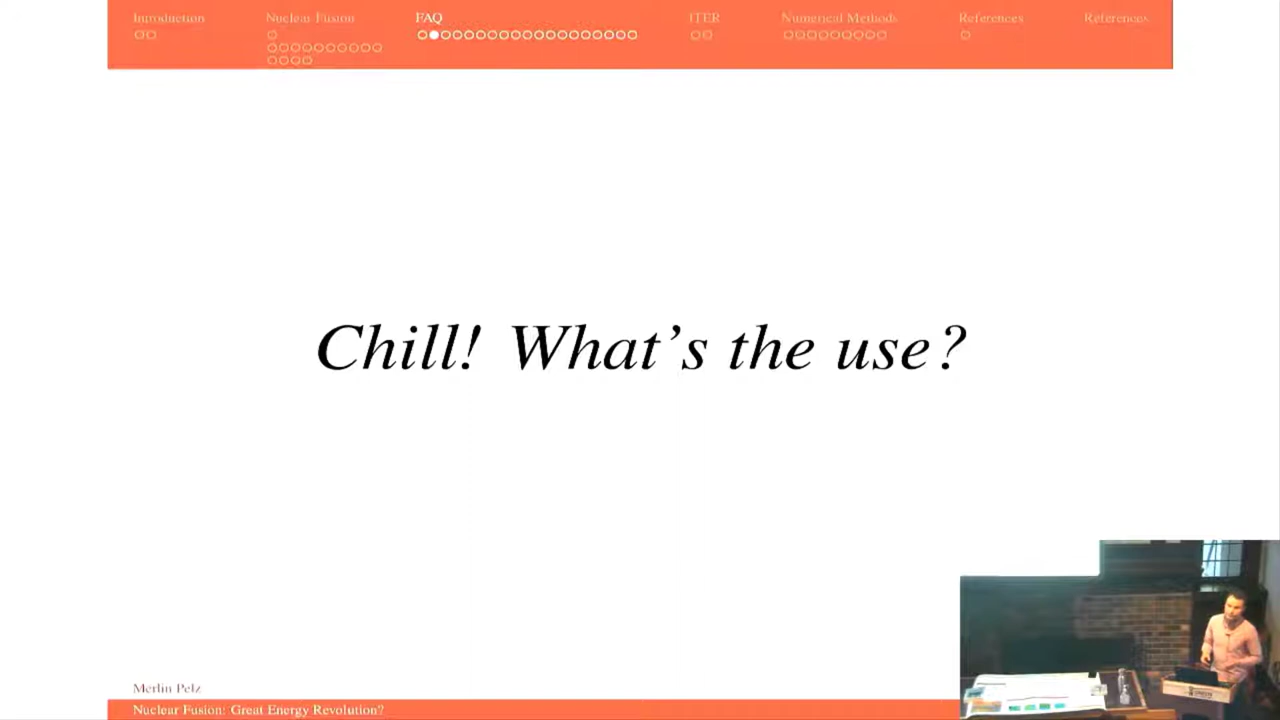 Introduction
Nuclear Fusion
FAQ
ITER
Numerical Methods
References
References
Chill! What's the use?
Merlin Pelz
Nuclear Fusion: Great Energy Revolution?